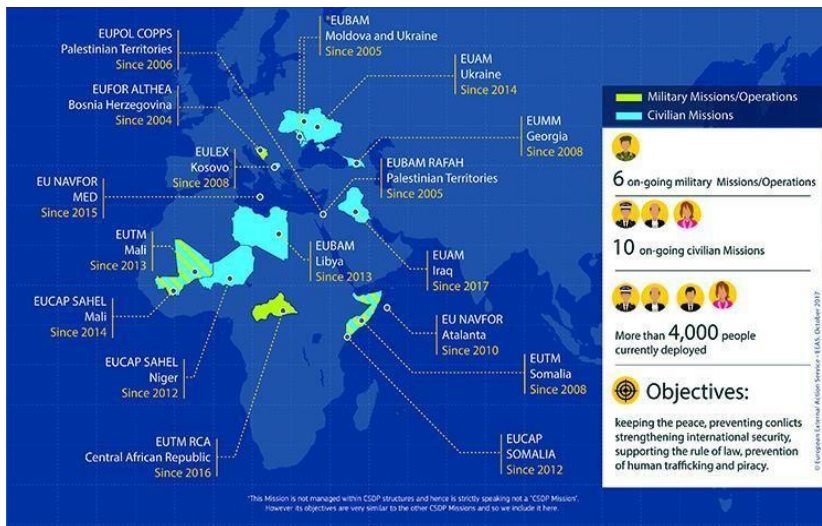 *EUBAM
Moldova and Ukraine
Since 2005
EUPOL COPPS
Palestinian Territories
Since 2006
EUAM
Ukraine
Since 2014
EUFOR ALTHEA
Bosnia Herzegovina
Since 2004
EUMM
Georgia
Since 2008
EULEX
Kosovo
Since 2008
EUBAM RAFAH
Palestinian Territories
Since 2005
EU NAVFOR
MED
Since 2015
EUTM
Mali
Since 2013
EUBAM
Libya
Since 2013
EUAM
Iraq
Since 2017
EUCAP SAHEL
Mali
Since 2014
EU NAVFOR
Atalanta
Since 2010
EUCAP SAHEL
Niger
Since 2012
EUTM
Somalia
Since 2008
EUTM RCA
Central African Republic
Since 2016
EUCAP
SOMALIA
Since 2012
*This Mission is not managed within CSDP structures and hence is strictly speaking not a "CSDP Mission".
However its objectives are very similar to the other CSDP Missions and so we include it here.
Military Missions/Operations
Civilian Missions
6 on-going military Missions/Operations
10 on-going civilian Missions
More than 4,000 people
currently deployed
Objectives:
keeping the peace, preventing conlicts
strengthening international security,
supporting the rule of law, prevention
of human trafficking and piracy.
© European External Action Service - EEAS. October 2017